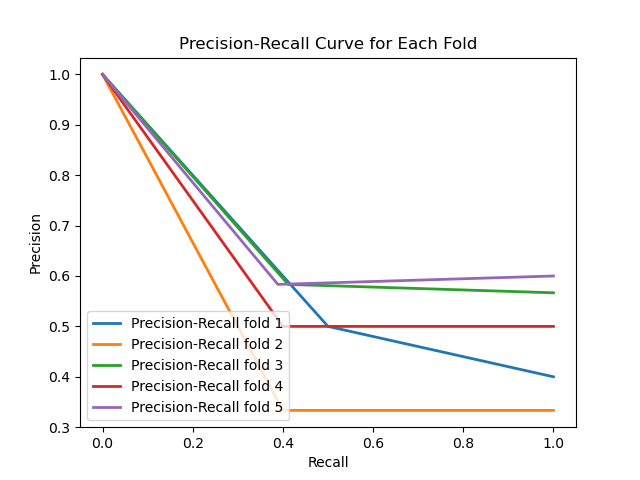 Precision-Recall Curve for Each Fold
1.0
0.9
0.8
0.7
0.6
0.5
0.4
0.3
Precision
Precision-Recall fold 1
Precision-Recall fold 2
Precision-Recall fold 3
Precision-Recall fold 4
Precision-Recall fold 5
0.0 0.2 0.4 0.6 0.8 1.0
Recall